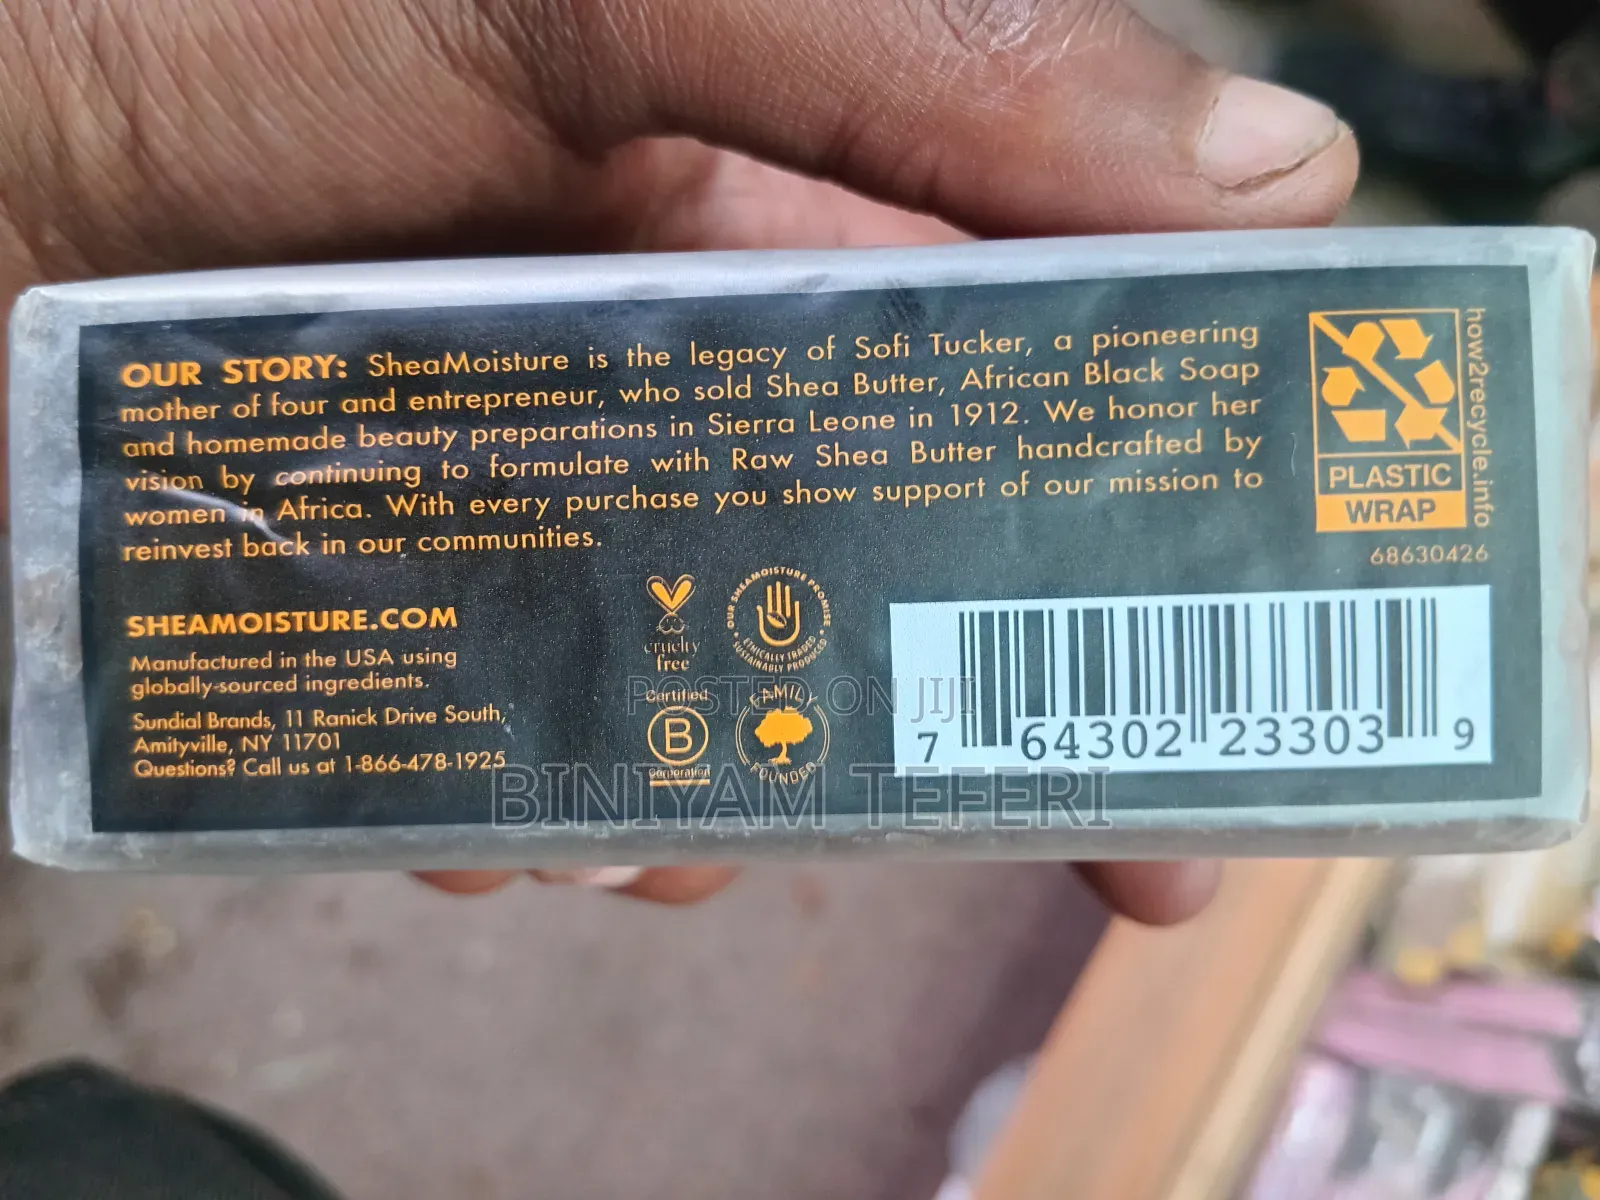 OUR STORY: SheaMoisture is the legacy of Sofi Tucker, a pioneering
mother of four and entrepreneur, who sold Shea Butter, African Black Soap
and homemade beauty preparations in Sierra Leone in 1912. We honor her
vision by continuing to formulate with Raw Shea Butter handcrafted by
women in Africa. With every purchase you show support of our mission to
reinvest back in our communities.
how2recycle.info
PLASTIC
WRAP
68630426
SHEAMOISTURE.COM
Manufactured in the USA using
globally-sourced ingredients.
Sundial Brands, 11 Ranick Drive South,
Amityville, NY 11701
Questions? Call us at 1-866-478-1925
cruelty
free
OUR SHEAMOISTURE PROMISE
• ETHICALLY TRADED •
SUSTAINABLY PRODUCED
Certified
B
Corporation
FAMILY
FOUNDED
7 64302 23303 9
POSTED ON JIJI
BINIYAM TEFERI